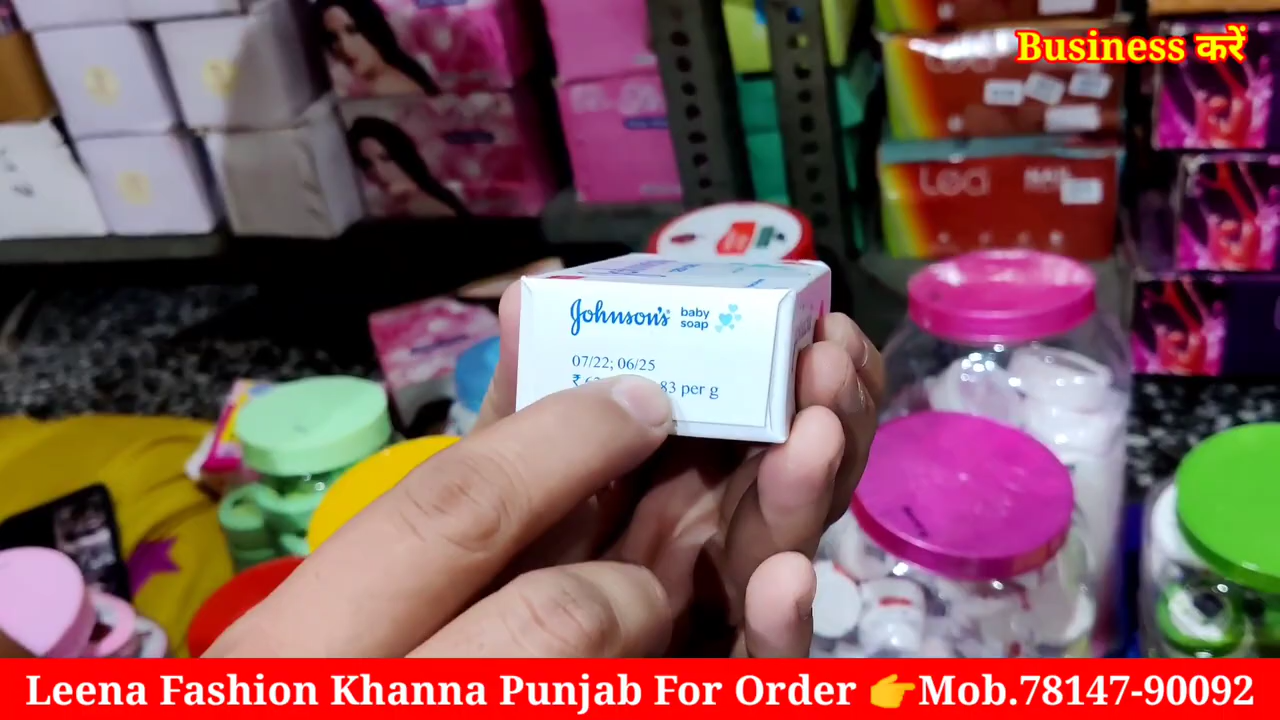 Business करें
Led
Johnson's baby soap
07/22; 06/25
83 per g
Leena Fashion Khanna Punjab For Order 👉Mob.78147-90092